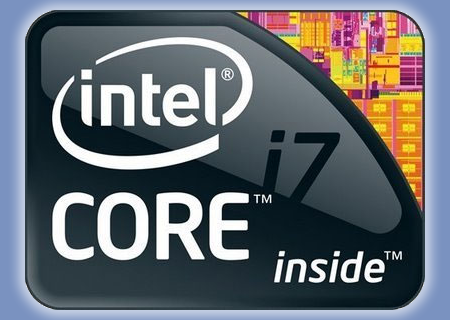 intel®
i7
CORE™
inside™